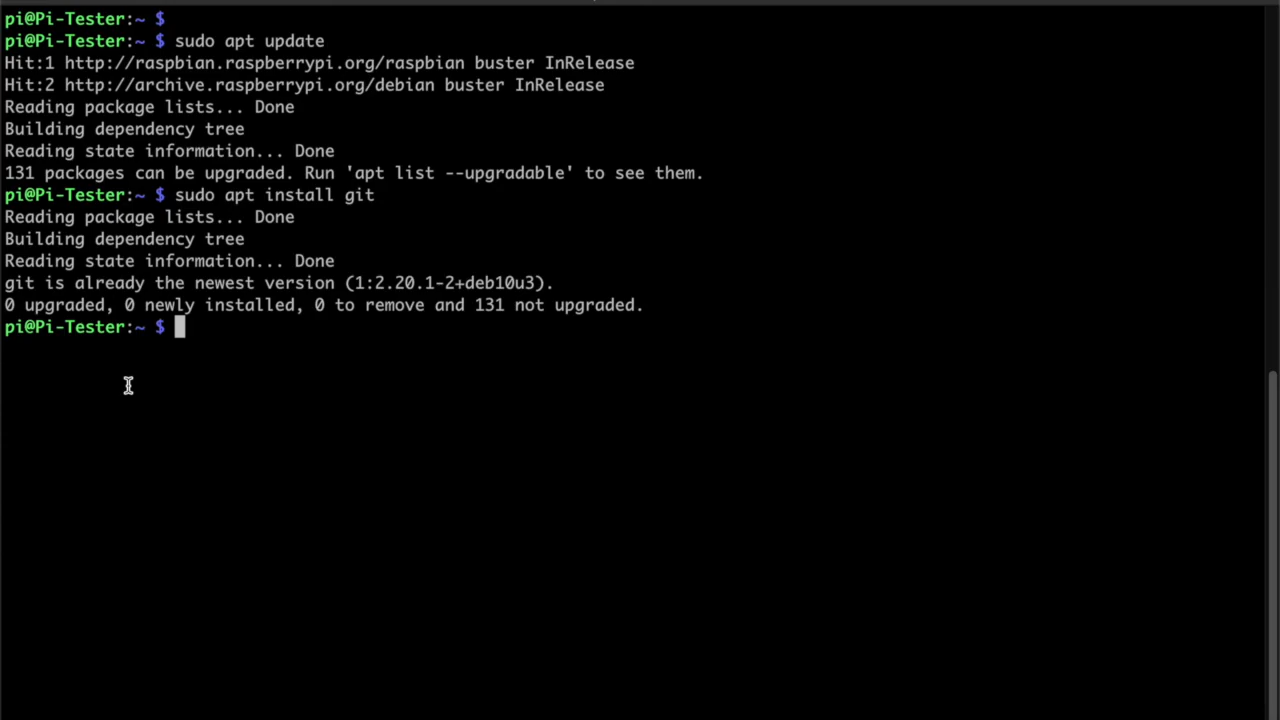 pi@Pi-Tester:~ $
pi@Pi-Tester:~ $ sudo apt update
Hit:1 http://raspbian.raspberrypi.org/raspbian buster InRelease
Hit:2 http://archive.raspberrypi.org/debian buster InRelease
Reading package lists... Done
Building dependency tree
Reading state information... Done
131 packages can be upgraded. Run 'apt list --upgradable' to see them.
pi@Pi-Tester:~ $ sudo apt install git
Reading package lists... Done
Building dependency tree
Reading state information... Done
git is already the newest version (1:2.20.1-2+deb10u3).
0 upgraded, 0 newly installed, 0 to remove and 131 not upgraded.
pi@Pi-Tester:~ $